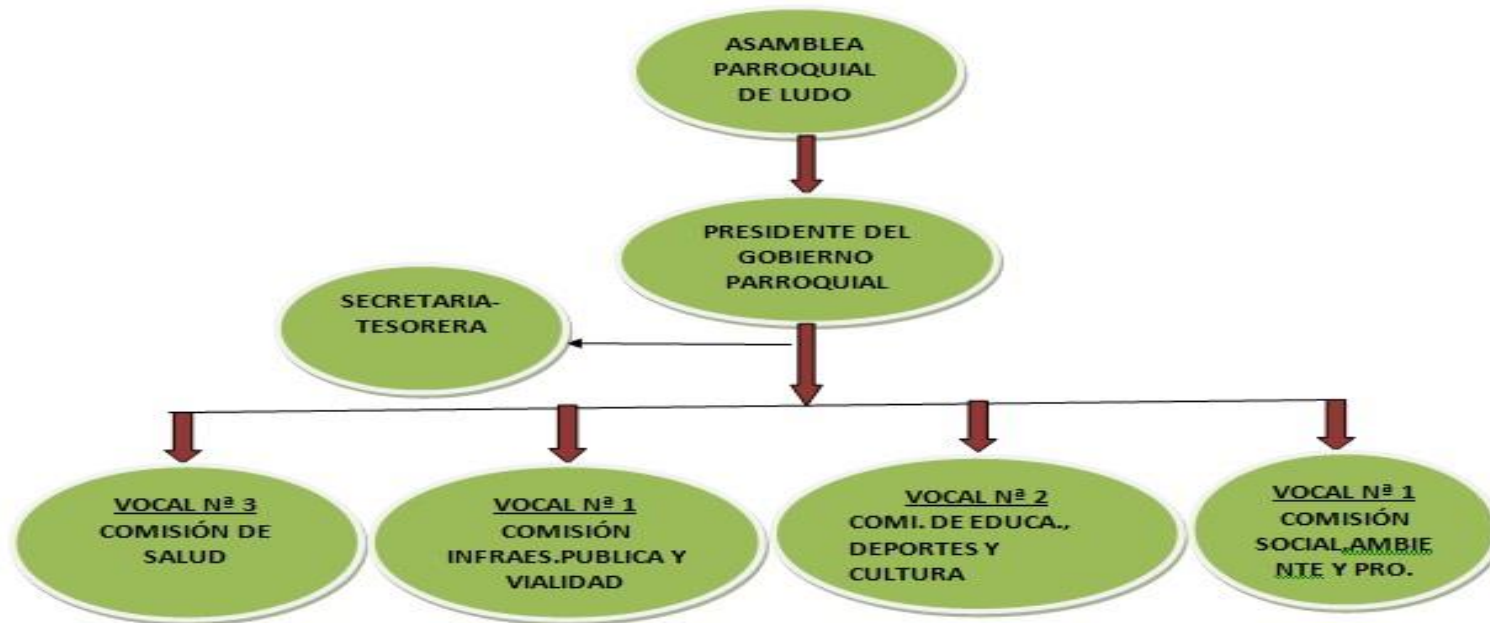 ASAMBLEA
PARROQUIAL
DE LUDO
PRESIDENTE DEL
GOBIERNO
PARROQUIAL
SECRETARIA-
TESORERA
VOCAL Nª 3
COMISIÓN DE
SALUD
VOCAL Nª 1
COMISIÓN
INFRAES.PUBLICA Y
VIALIDAD
VOCAL Nª 2
COMI. DE EDUCA.,
DEPORTES Y
CULTURA
VOCAL Nª 1
COMISIÓN
SOCIAL,AMBIE
NTE Y PRO.